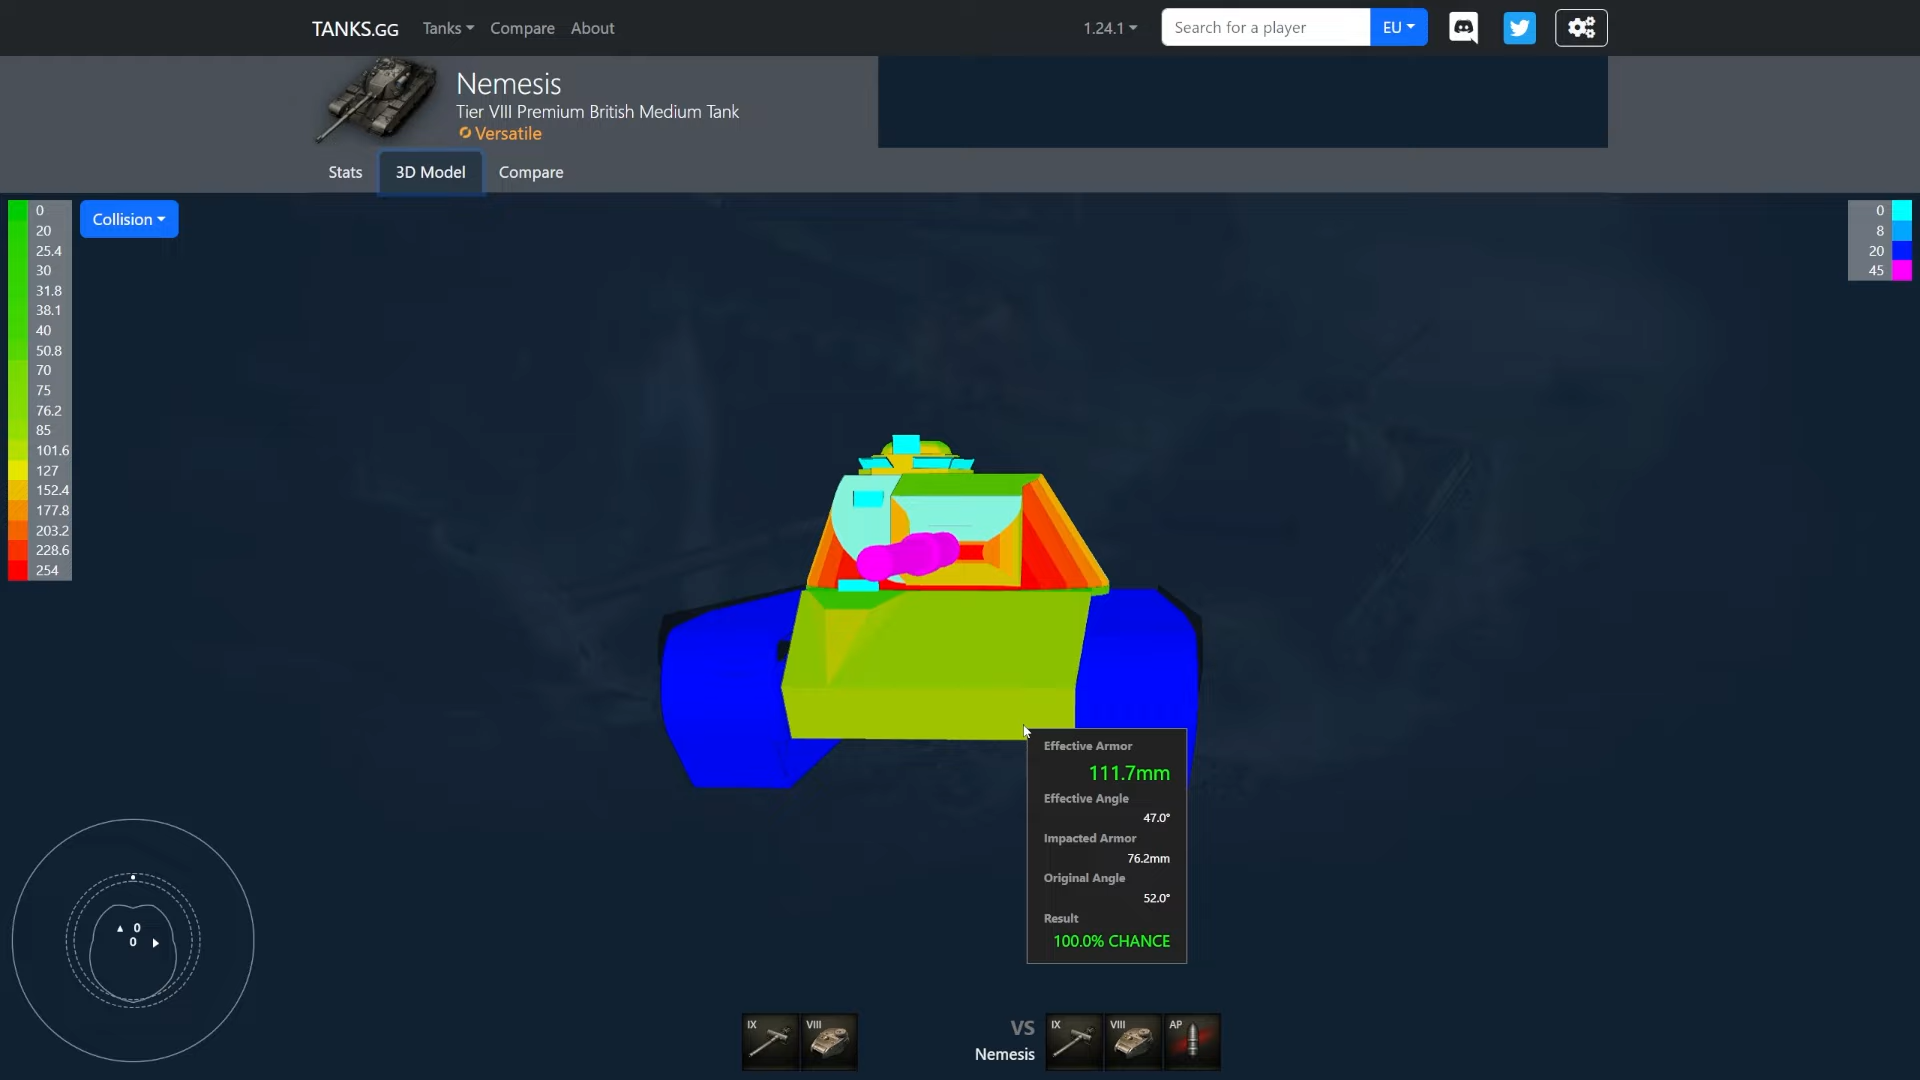 TANKS.GG Tanks Compare About 1.24.1 Search for a player EU
Nemesis
Tier VIII Premium British Medium Tank
Versatile
Stats 3D Model Compare
Collision
0
20
25.4
30
31.8
38.1
40
50.8
70
75
76.2
85
101.6
127
152.4
177.8
203.2
228.6
254
0
8
20
45
Effective Armor
111.7mm
Effective Angle
47.0°
Impacted Armor
76.2mm
Original Angle
52.0°
Result
100.0% CHANCE
0
0
IX VIII
VS
Nemesis
IX VIII AP